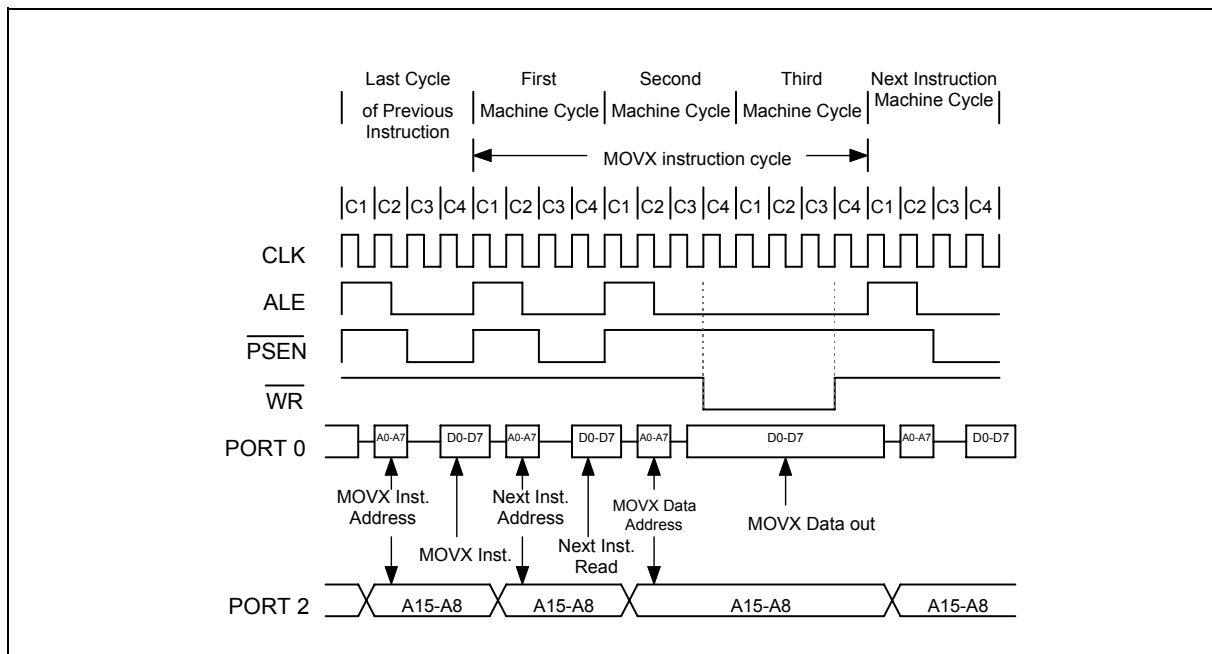 Last Cycle
of Previous
Instruction
First
Machine Cycle
Second
Machine Cycle
Third
Machine Cycle
Next Instruction
Machine Cycle
MOVX instruction cycle
C1 C2 C3 C4 C1 C2 C3 C4 C1 C2 C3 C4 C1 C2 C3 C4 C1 C2 C3 C4
CLK
ALE
PSEN
WR
PORT 0
A0-A7 D0-D7 A0-A7 D0-D7 A0-A7 D0-D7 A0-A7 D0-D7
MOVX Inst.
Address
MOVX Inst.
Next Inst.
Address
Next Inst.
Read
MOVX Data
Address
MOVX Data out
PORT 2
A15-A8 A15-A8 A15-A8 A15-A8